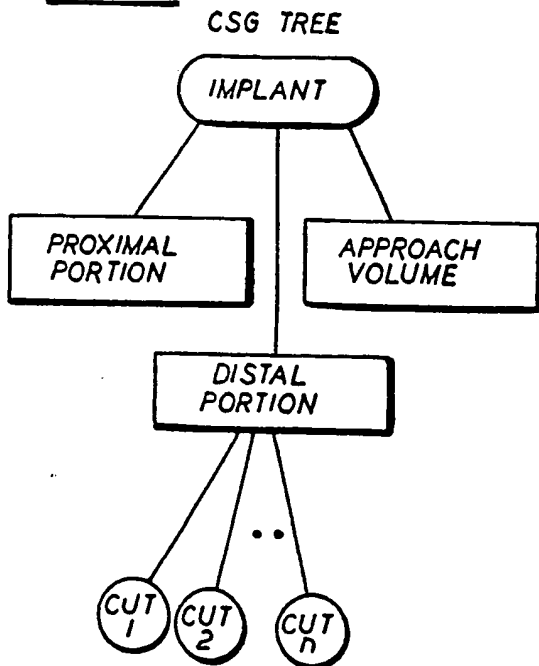 CSG TREE
IMPLANT
PROXIMAL
PORTION
APPROACH
VOLUME
DISTAL
PORTION
CUT
1
CUT
2
CUT
n